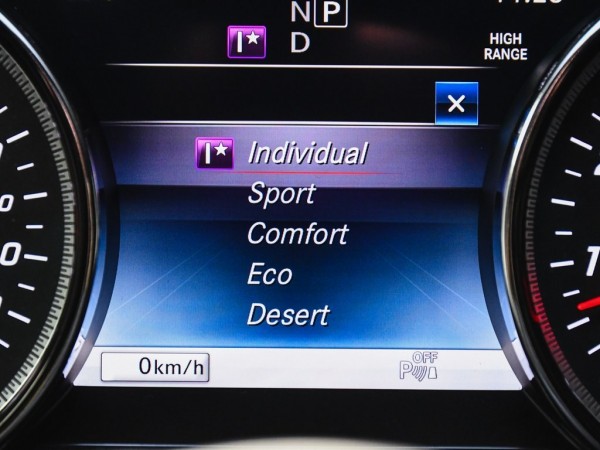 N P
I★ D
HIGH
RANGE
I★ Individual
Sport
Comfort
Eco
Desert
0km/h
OFF
P